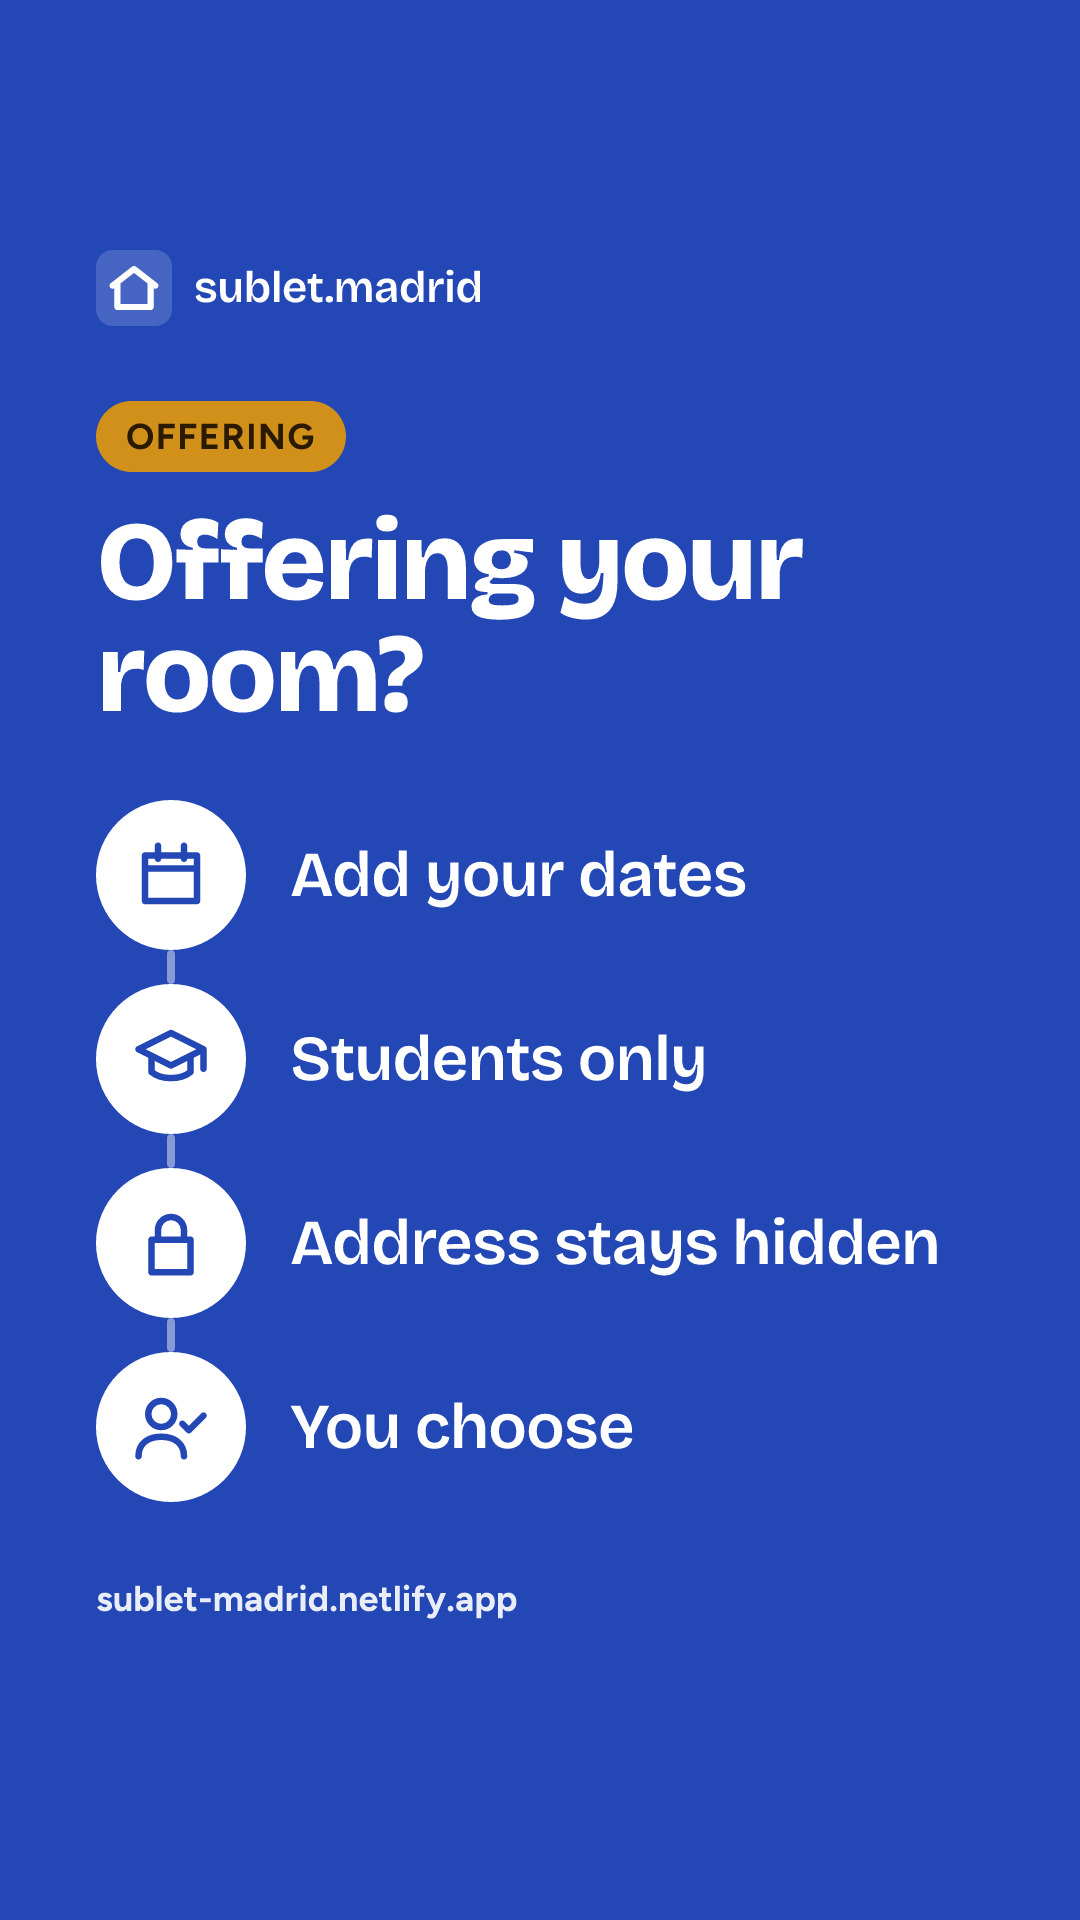 sublet.madrid
OFFERING
Offering your
room?
Add your dates
Students only
Address stays hidden
You choose
sublet-madrid.netlify.app